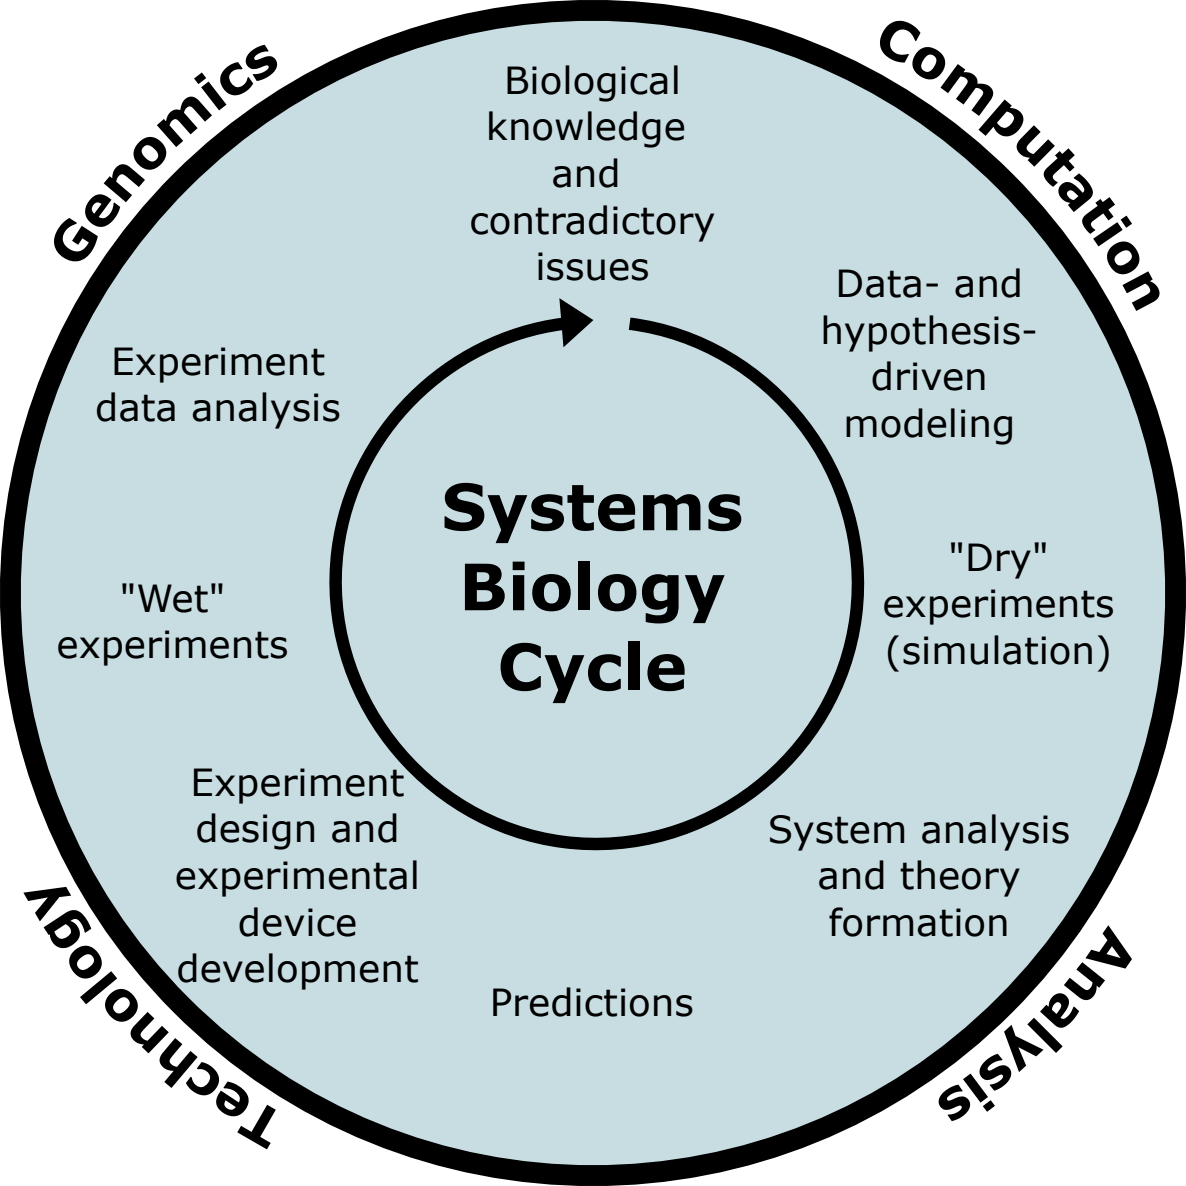 Genomics
Computation
Biological
knowledge
and
contradictory
issues
Data- and
hypothesis-
driven
modeling
"Dry"
experiments
(simulation)
System analysis
and theory
formation
Predictions
Experiment
design and
experimental
device
development
"Wet"
experiments
Experiment
data analysis
Systems
Biology
Cycle
Analysis
Technology